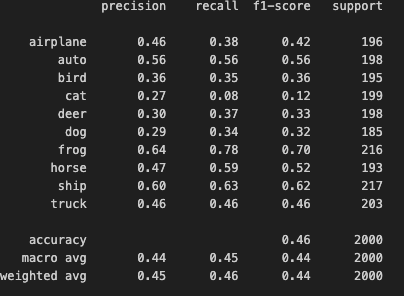 precision recall f1-score support
airplane 0.46 0.38 0.42 196
auto 0.56 0.56 0.56 198
bird 0.36 0.35 0.36 195
cat 0.27 0.08 0.12 199
deer 0.30 0.37 0.33 198
dog 0.29 0.34 0.32 185
frog 0.64 0.78 0.70 216
horse 0.47 0.59 0.52 193
ship 0.60 0.63 0.62 217
truck 0.46 0.46 0.46 203
accuracy 0.46 2000
macro avg 0.44 0.45 0.44 2000
weighted avg 0.45 0.46 0.44 2000